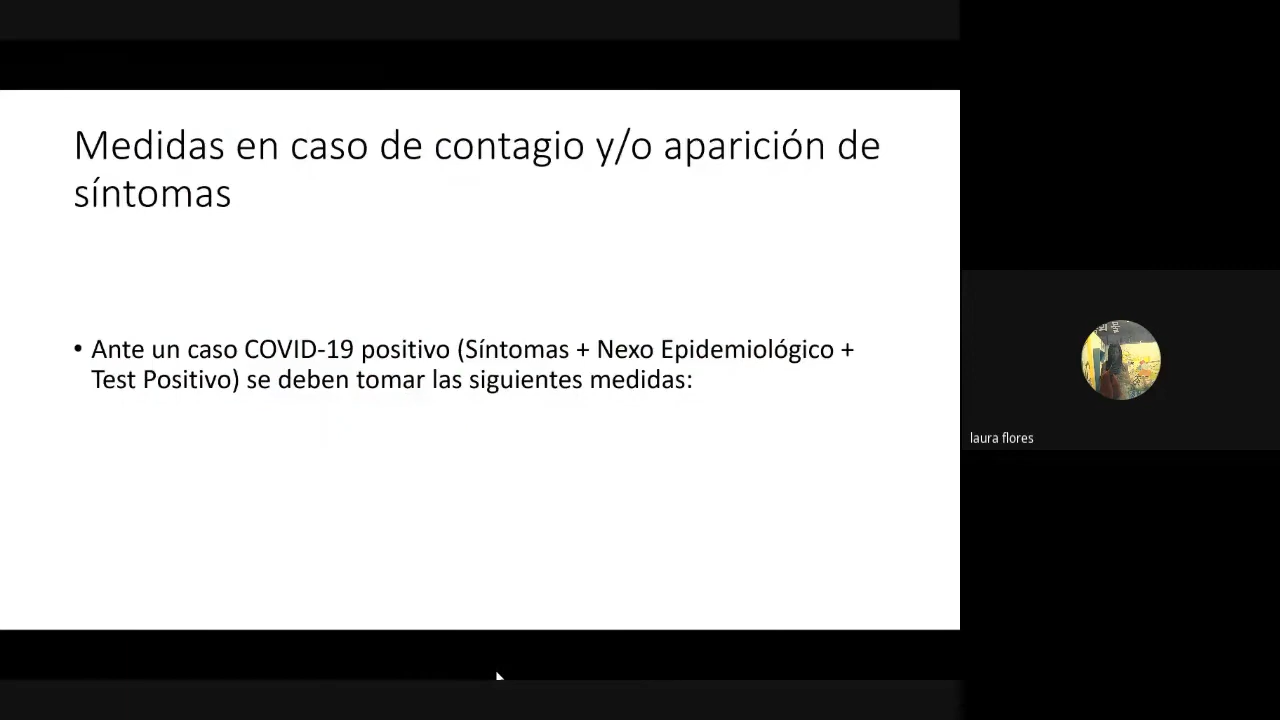 Medidas en caso de contagio y/o aparición de
síntomas
• Ante un caso COVID-19 positivo (Síntomas + Nexo Epidemiológico +
Test Positivo) se deben tomar las siguientes medidas:
laura flores